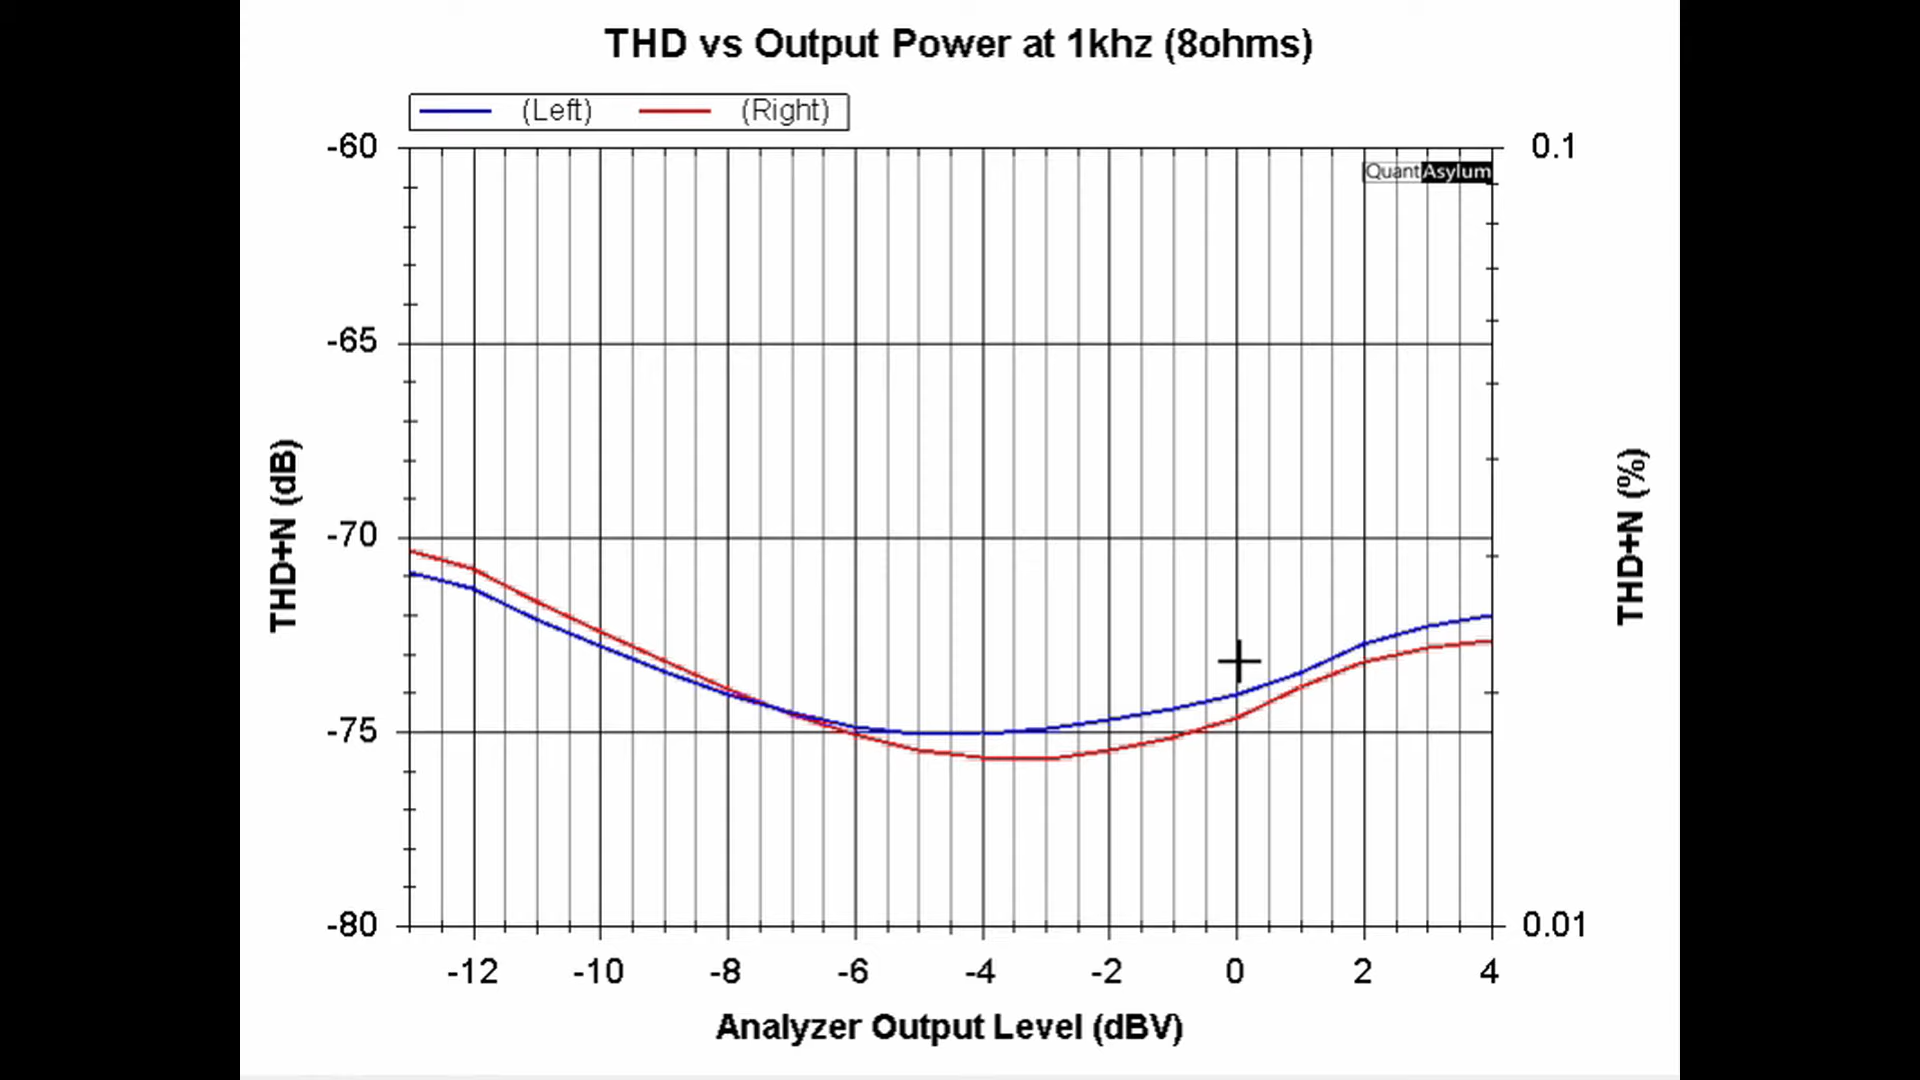 THD vs Output Power at 1khz (8ohms)
(Left) (Right)
-60
-65
-70
-75
-80
THD+N (dB)
QuantAsylum
0.1
0.01
THD+N (%)
-12 -10 -8 -6 -4 -2 0 2 4
Analyzer Output Level (dBV)